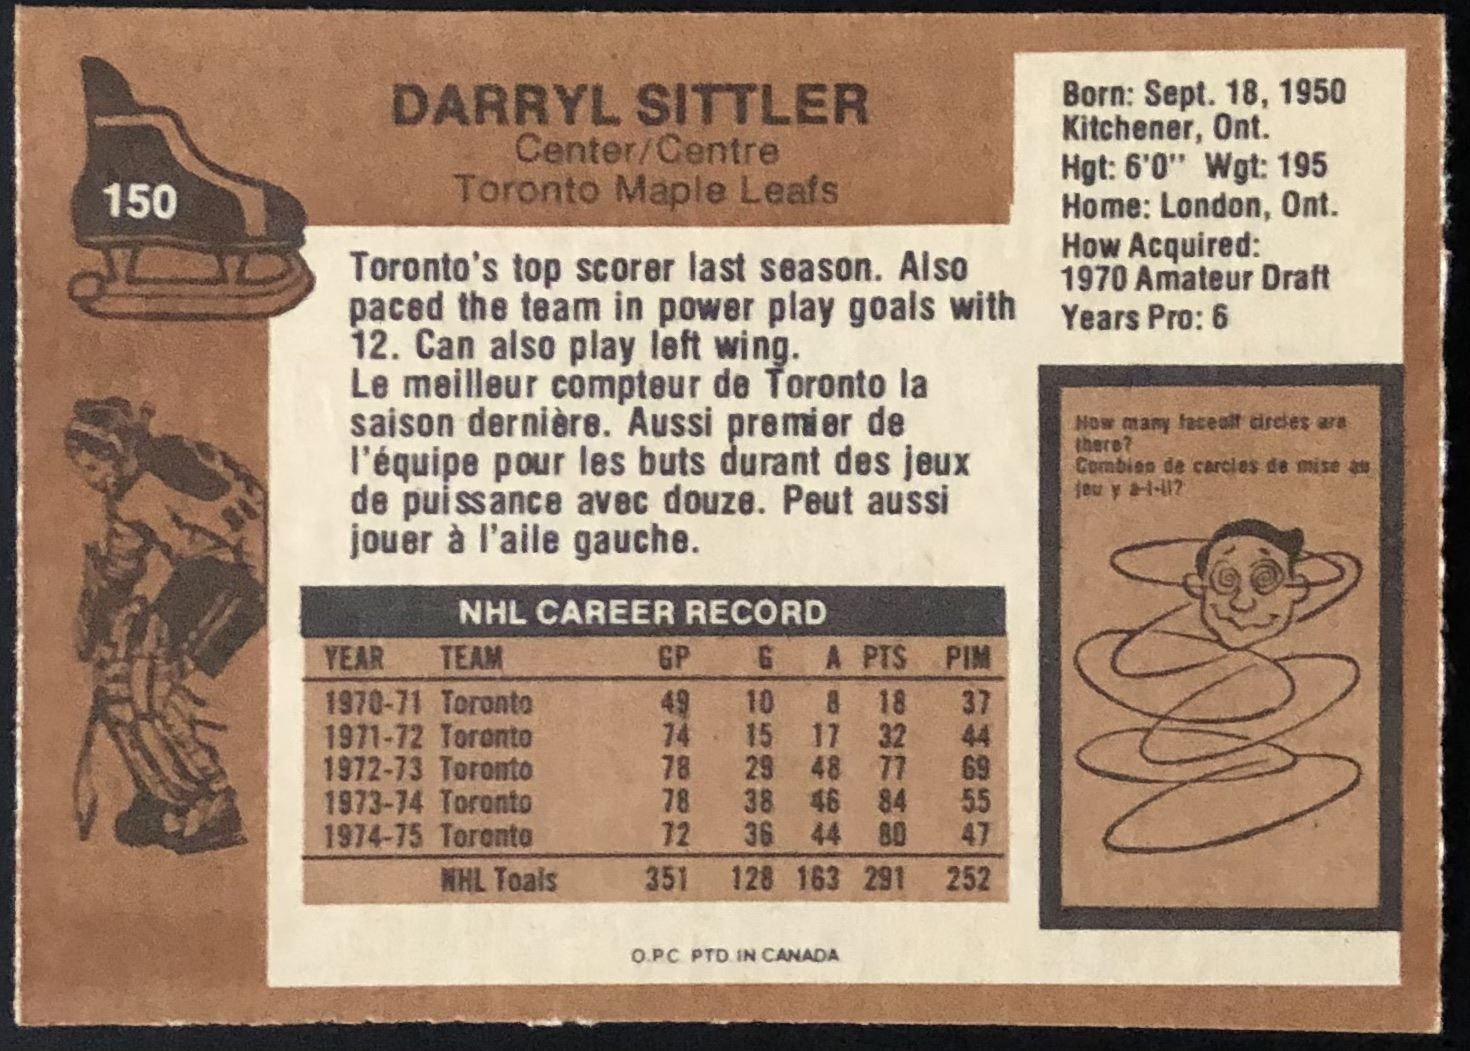 150
DARRYL SITTLER
Center/Centre
Toronto Maple Leafs
Born: Sept. 18, 1950
Kitchener, Ont.
Hgt: 6'0" Wgt: 195
Home: London, Ont.
How Acquired:
1970 Amateur Draft
Years Pro: 6
Toronto's top scorer last season. Also
paced the team in power play goals with
12. Can also play left wing.
Le meilleur compteur de Toronto la
saison dernière. Aussi premier de
l'équipe pour les buts durant des jeux
de puissance avec douze. Peut aussi
jouer à l'aile gauche.
How many faceoff circles are
there?
Combien de cercles de mise au
jeu y a-t-il?
NHL CAREER RECORD
YEAR TEAM GP G A PTS PIM
1970-71 Toronto 49 10 8 18 37
1971-72 Toronto 74 15 17 32 44
1972-73 Toronto 78 29 48 77 69
1973-74 Toronto 78 38 46 84 55
1974-75 Toronto 72 36 44 80 47
NHL Toals 351 128 163 291 252
O.P.C. PTD. IN CANADA